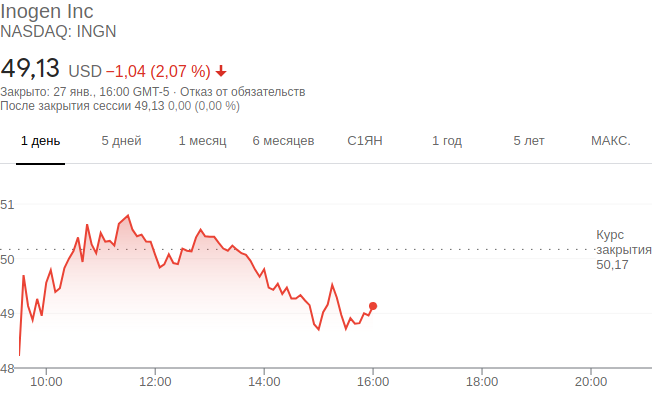 Inogen Inc
NASDAQ: INGN
49,13 USD −1,04 (2,07 %)
Закрыто: 27 янв., 16:00 GMT-5 · Отказ от обязательств
После закрытия сессии 49,13 0,00 (0,00 %)
1 день 5 дней 1 месяц 6 месяцев С1ЯН 1 год 5 лет МАКС.
51
50
49
48
Курс
закрытия
50,17
10:00 12:00 14:00 16:00 18:00 20:00